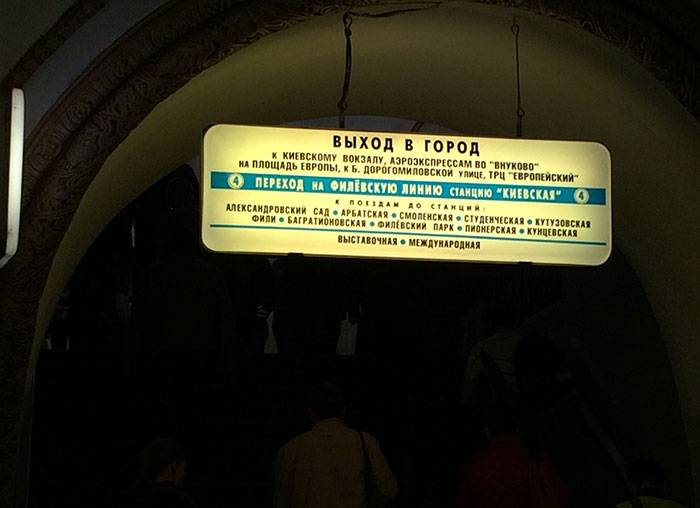 ВЫХОД В ГОРОД
К КИЕВСКОМУ ВОКЗАЛУ, АЭРОЭКСПРЕССАМ ВО "ВНУКОВО"
НА ПЛОЩАДЬ ЕВРОПЫ, К Б. ДОРОГОМИЛОВСКОЙ УЛИЦЕ, ТРЦ "ЕВРОПЕЙСКИЙ"
4 ПЕРЕХОД НА ФИЛЁВСКУЮ ЛИНИЮ СТАНЦИЮ "КИЕВСКАЯ" 4
К ПОЕЗДАМ ДО СТАНЦИЙ:
АЛЕКСАНДРОВСКИЙ САД • АРБАТСКАЯ • СМОЛЕНСКАЯ • СТУДЕНЧЕСКАЯ • КУТУЗОВСКАЯ
ФИЛИ • БАГРАТИОНОВСКАЯ • ФИЛЁВСКИЙ ПАРК • ПИОНЕРСКАЯ • КУНЦЕВСКАЯ
ВЫСТАВОЧНАЯ • МЕЖДУНАРОДНАЯ